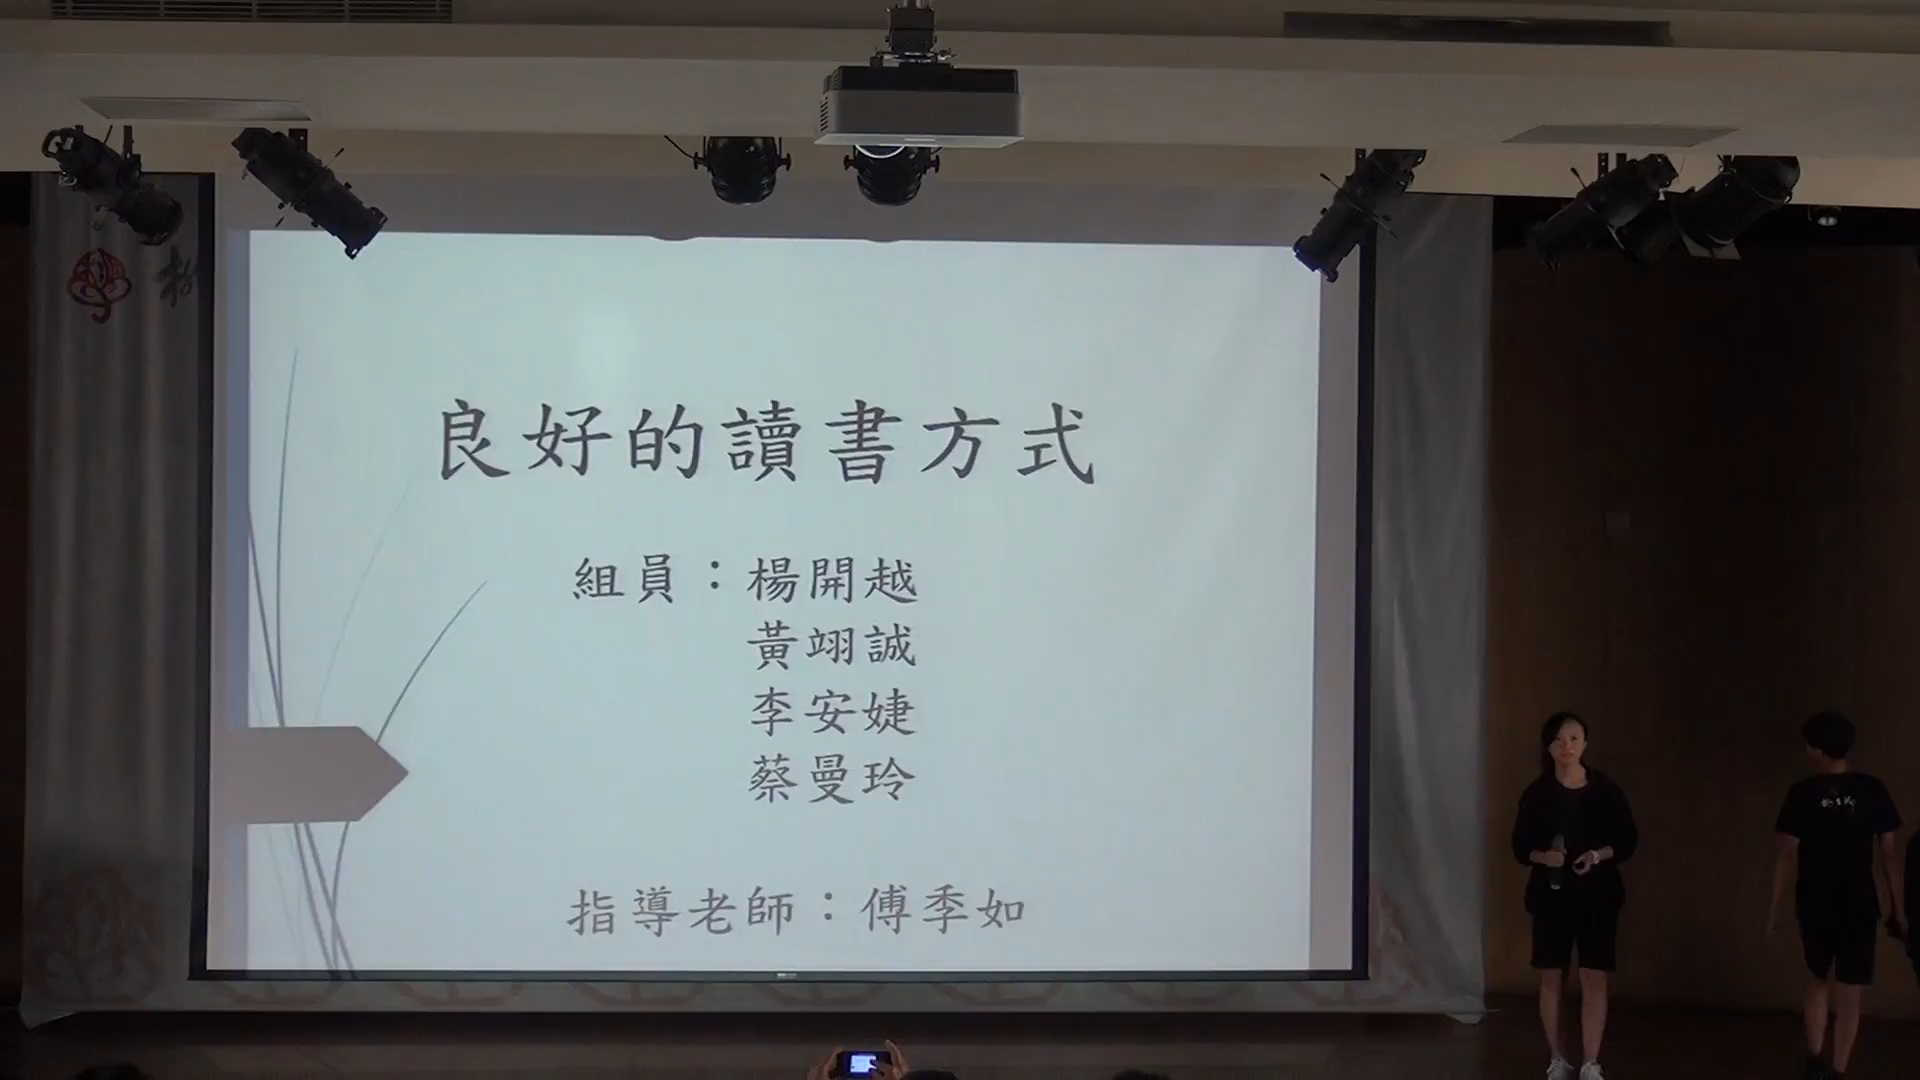 良好的讀書方式
組員：楊開越
黃翊誠
李安婕
蔡曼玲
指導老師：傅季如